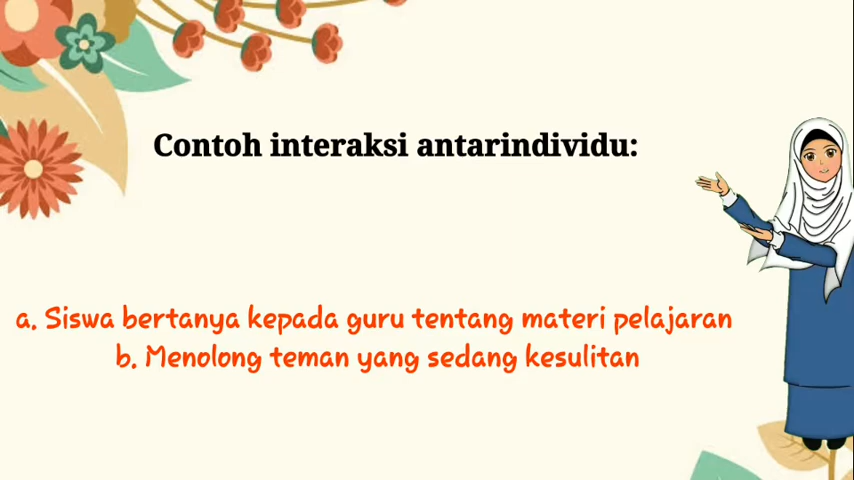 Contoh interaksi antarindividu:
a. Siswa bertanya kepada guru tentang materi pelajaran
b. Menolong teman yang sedang kesulitan